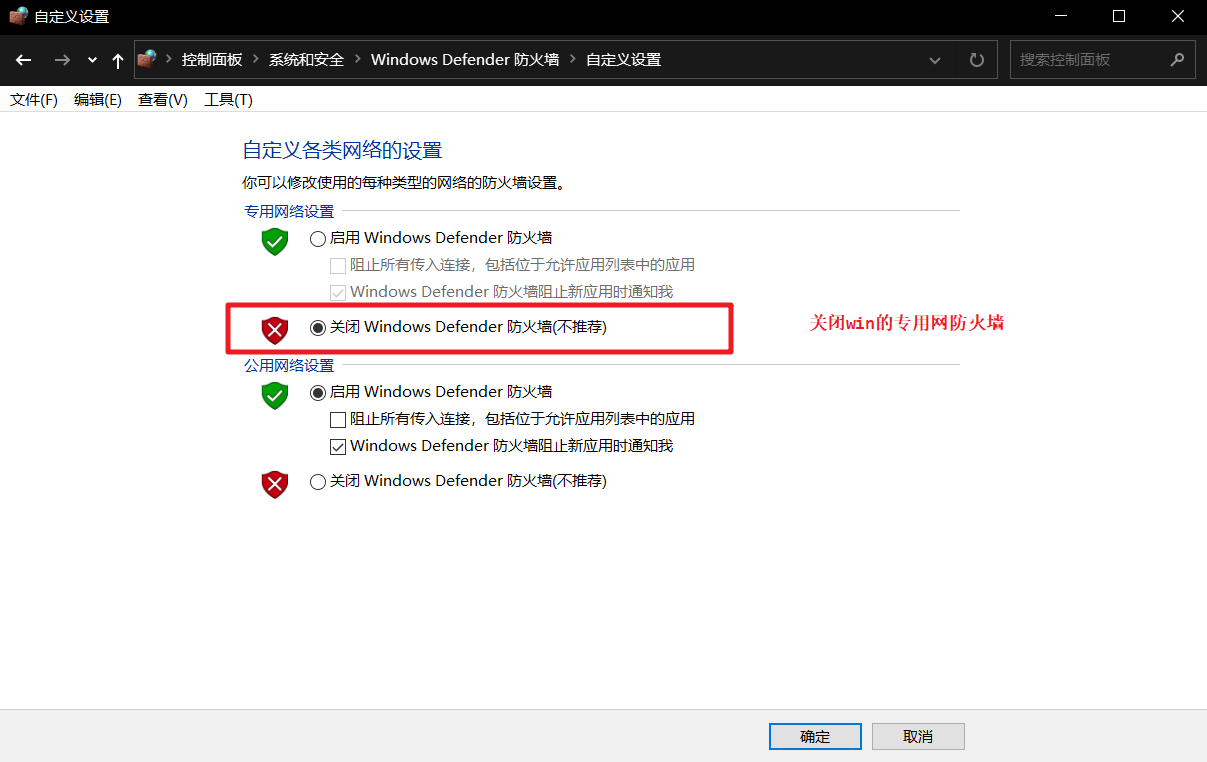 自定义设置
控制面板 > 系统和安全 > Windows Defender 防火墙 > 自定义设置
搜索控制面板
文件(F) 编辑(E) 查看(V) 工具(T)
自定义各类网络的设置
你可以修改使用的每种类型的网络的防火墙设置。
专用网络设置
启用 Windows Defender 防火墙
阻止所有传入连接，包括位于允许应用列表中的应用
Windows Defender 防火墙阻止新应用时通知我
关闭 Windows Defender 防火墙(不推荐)
关闭win的专用网防火墙
公用网络设置
启用 Windows Defender 防火墙
阻止所有传入连接，包括位于允许应用列表中的应用
Windows Defender 防火墙阻止新应用时通知我
关闭 Windows Defender 防火墙(不推荐)
确定 取消